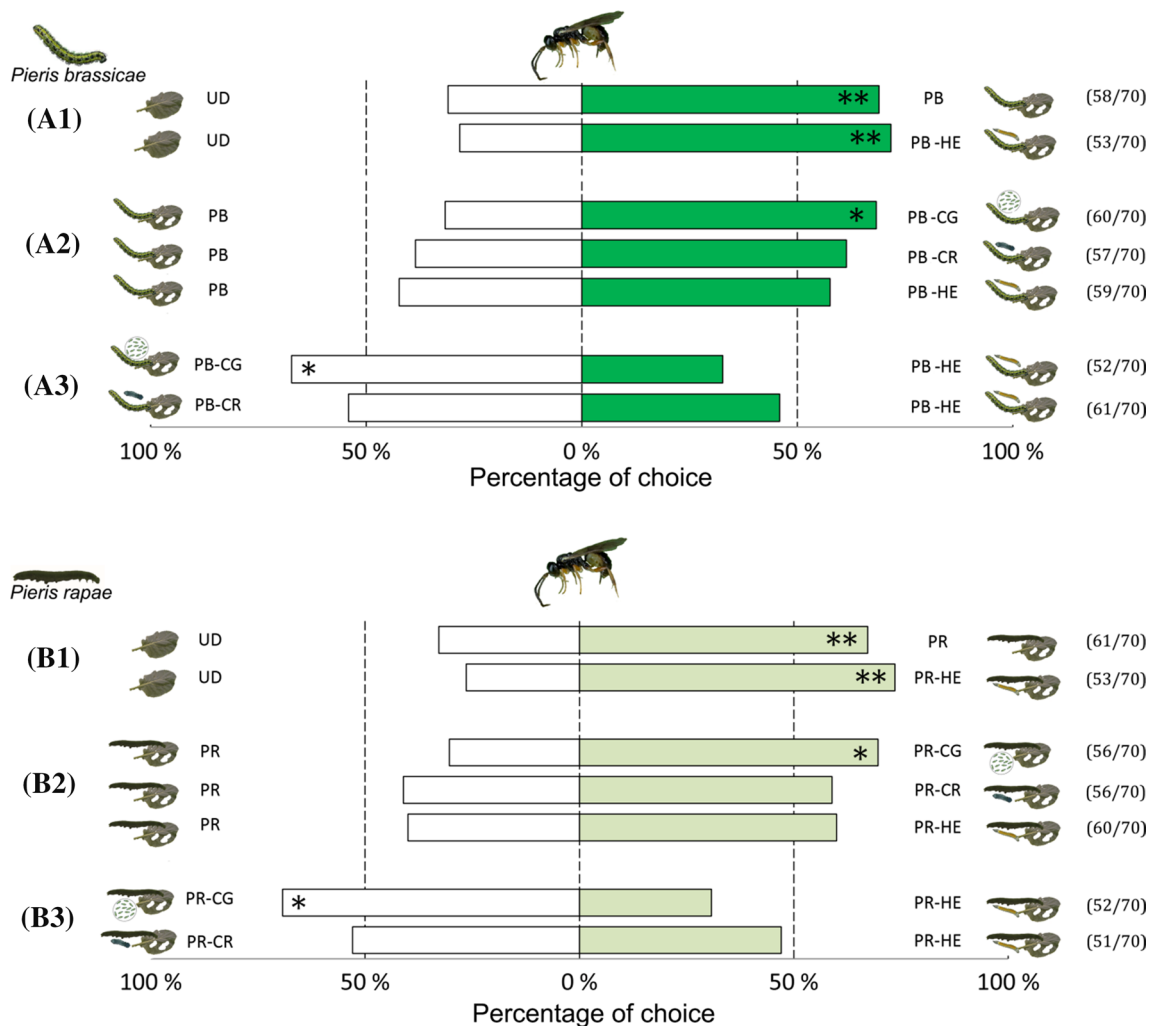 Pieris brassicae
(A1)
UD ** PB (58/70)
UD ** PB-HE (53/70)
(A2)
PB * PB-CG (60/70)
PB PB-CR (57/70)
PB PB-HE (59/70)
(A3)
PB-CG * PB-HE (52/70)
PB-CR PB-HE (61/70)
100 % 50 % 0 % 50 % 100 %
Percentage of choice
Pieris rapae
(B1)
UD ** PR (61/70)
UD ** PR-HE (53/70)
(B2)
PR * PR-CG (56/70)
PR PR-CR (56/70)
PR PR-HE (60/70)
(B3)
PR-CG * PR-HE (52/70)
PR-CR PR-HE (51/70)
100 % 50 % 0 % 50 % 100 %
Percentage of choice